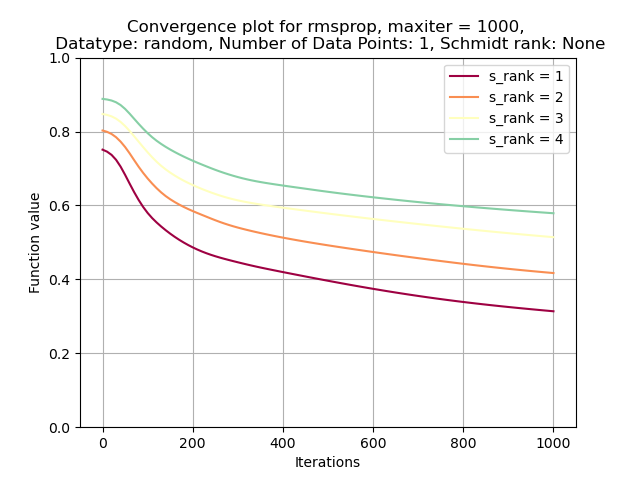 Convergence plot for rmsprop, maxiter = 1000,
Datatype: random, Number of Data Points: 1, Schmidt rank: None
1.0
0.8
0.6
0.4
0.2
0.0
Function value
s_rank = 1
s_rank = 2
s_rank = 3
s_rank = 4
0 200 400 600 800 1000
Iterations